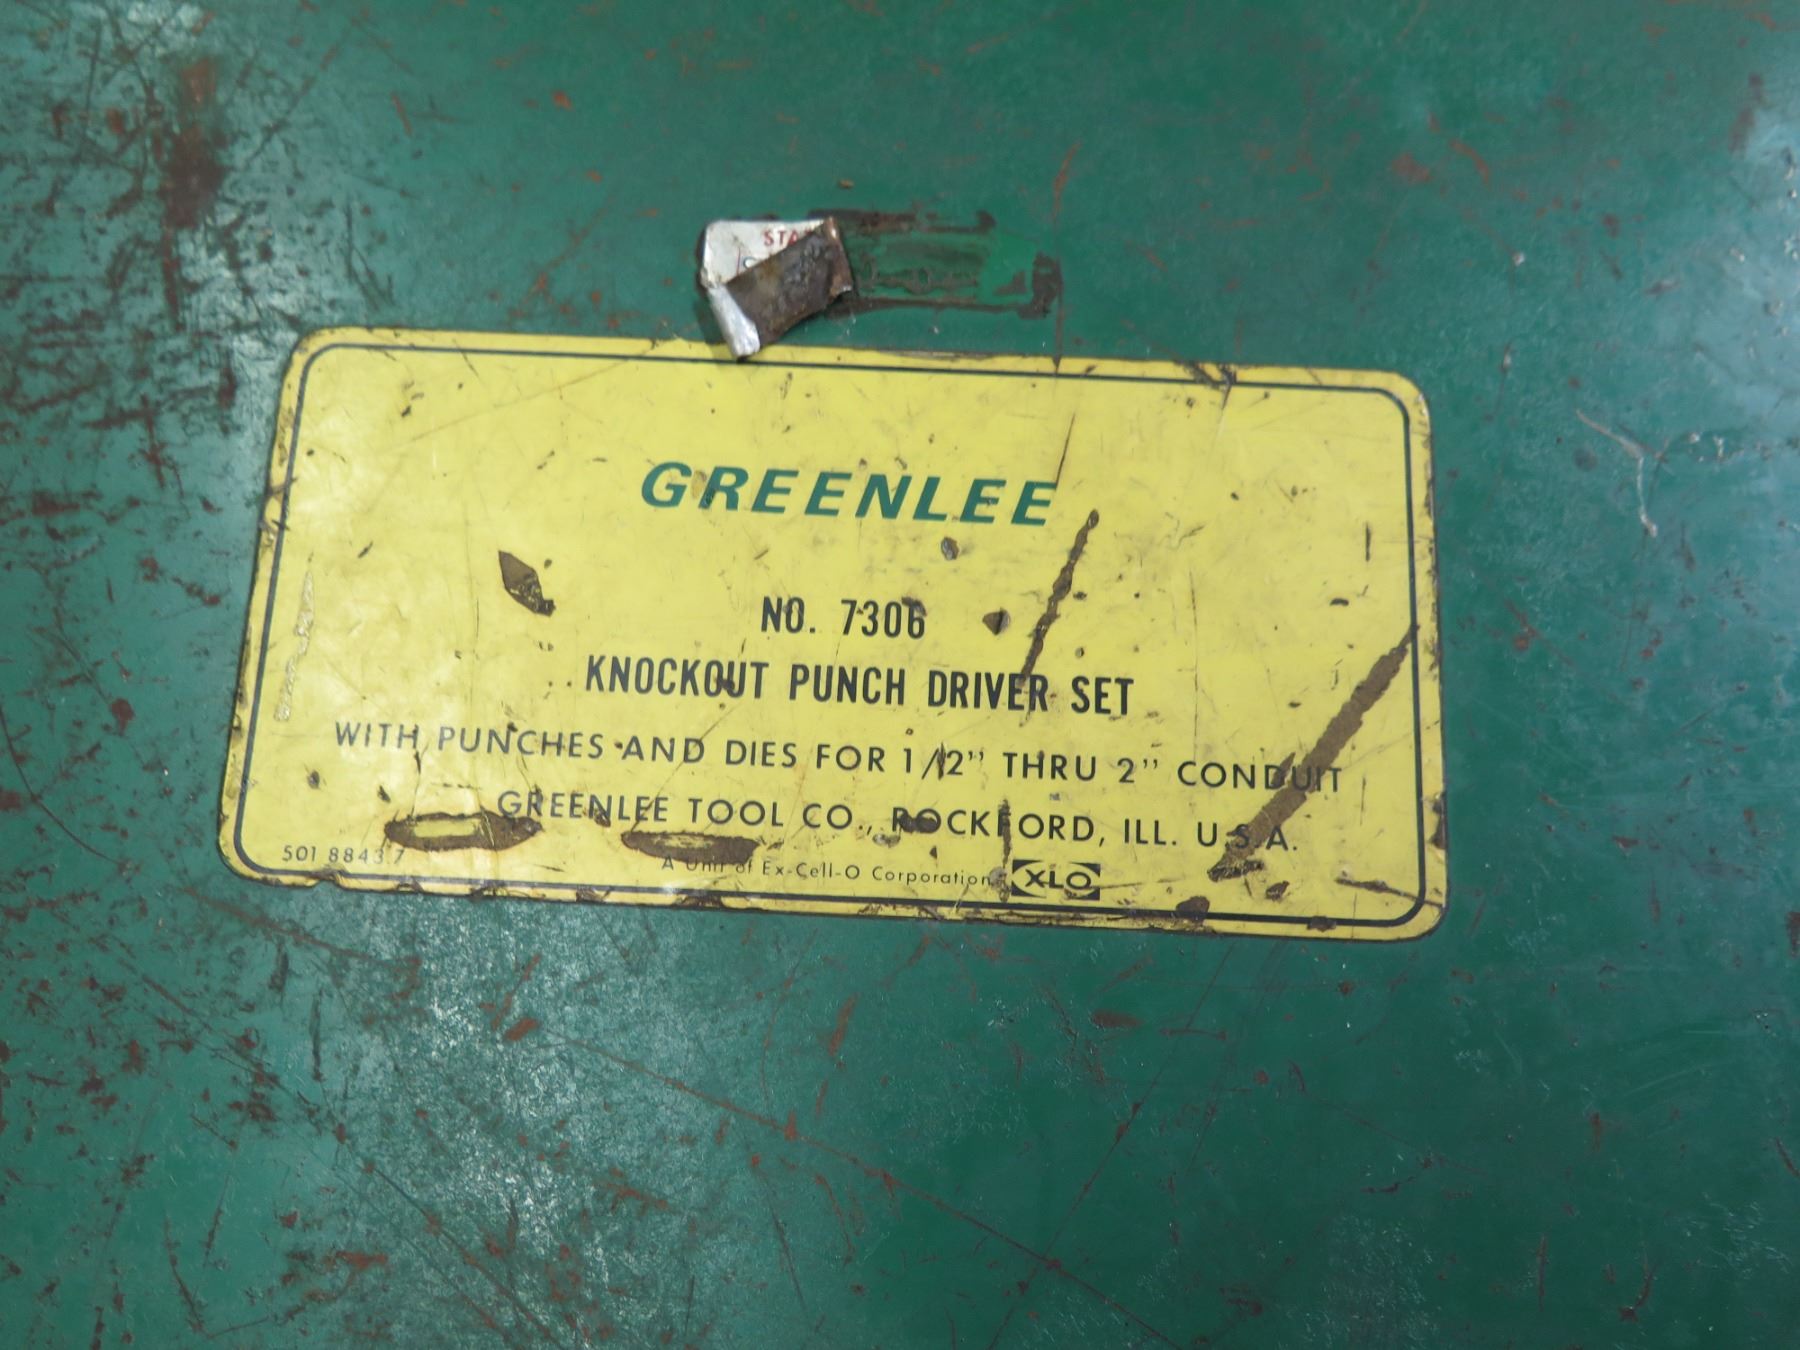 STA
GREENLEE
NO. 7306
KNOCKOUT PUNCH DRIVER SET
WITH PUNCHES AND DIES FOR 1/2" THRU 2" CONDUIT
GREENLEE TOOL CO., ROCKFORD, ILL. U.S.A.
501 8843.7
A Unit of Ex-Cell-O Corporation XLO